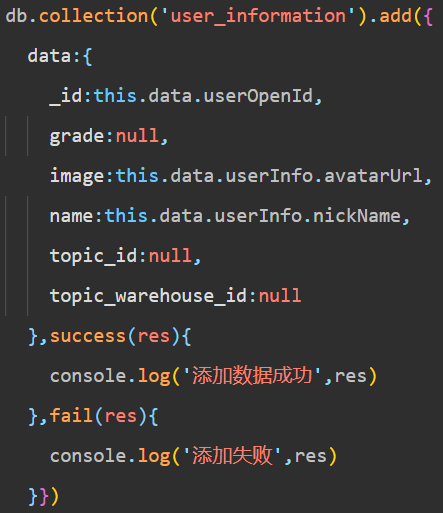 db.collection('user_information').add({
data:{
_id:this.data.userOpenId,
grade:null,
image:this.data.userInfo.avatarUrl,
name:this.data.userInfo.nickName,
topic_id:null,
topic_warehouse_id:null
},success(res){
console.log('添加数据成功',res)
},fail(res){
console.log('添加失败',res)
}})